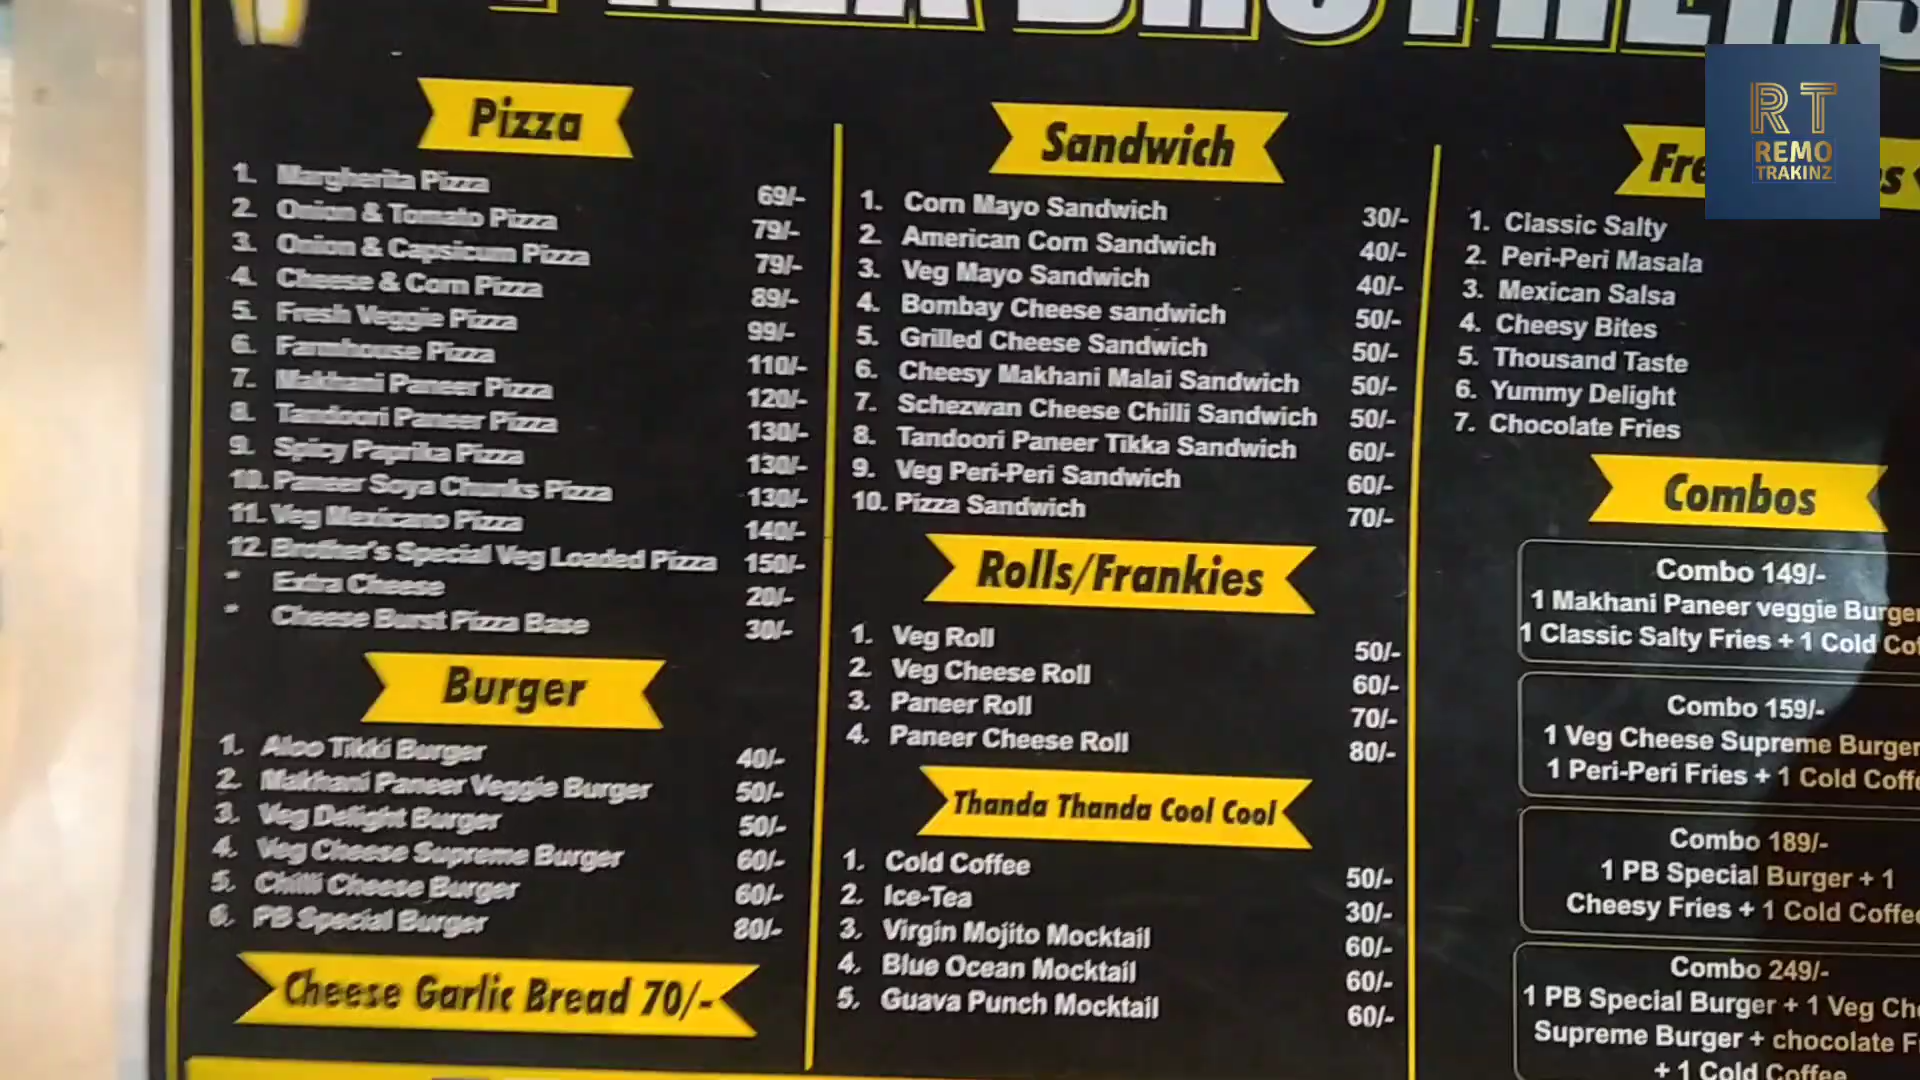 PIZZA BROTHERS
RT
REMO
TRAKINZ
Pizza
1. Margherita Pizza 69/-
2. Onion & Tomato Pizza 79/-
3. Onion & Capsicum Pizza 79/-
4. Cheese & Corn Pizza 89/-
5. Fresh Veggie Pizza 99/-
6. Farmhouse Pizza 110/-
7. Makhani Paneer Pizza 120/-
8. Tandoori Paneer Pizza 130/-
9. Spicy Paprika Pizza 130/-
10. Paneer Soya Chunks Pizza 130/-
11. Veg Mexicano Pizza 140/-
12. Brother's Special Veg Loaded Pizza 150/-
* Extra Cheese 20/-
* Cheese Burst Pizza Base 30/-
Burger
1. Aloo Tikki Burger 40/-
2. Makhani Paneer Veggie Burger 50/-
3. Veg Delight Burger 50/-
4. Veg Cheese Supreme Burger 60/-
5. Chilli Cheese Burger 60/-
6. PB Special Burger 80/-
Cheese Garlic Bread 70/-
Sandwich
1. Corn Mayo Sandwich 30/-
2. American Corn Sandwich 40/-
3. Veg Mayo Sandwich 40/-
4. Bombay Cheese sandwich 50/-
5. Grilled Cheese Sandwich 50/-
6. Cheesy Makhani Malai Sandwich 50/-
7. Schezwan Cheese Chilli Sandwich 50/-
8. Tandoori Paneer Tikka Sandwich 60/-
9. Veg Peri-Peri Sandwich 60/-
10. Pizza Sandwich 70/-
Rolls/Frankies
1. Veg Roll 50/-
2. Veg Cheese Roll 60/-
3. Paneer Roll 70/-
4. Paneer Cheese Roll 80/-
Thanda Thanda Cool Cool
1. Cold Coffee 50/-
2. Ice-Tea 30/-
3. Virgin Mojito Mocktail 60/-
4. Blue Ocean Mocktail 60/-
5. Guava Punch Mocktail 60/-
1. Classic Salty
2. Peri-Peri Masala
3. Mexican Salsa
4. Cheesy Bites
5. Thousand Taste
6. Yummy Delight
7. Chocolate Fries
Combos
Combo 149/-
1 Makhani Paneer veggie Burger
1 Classic Salty Fries + 1 Cold
Combo 159/-
1 Veg Cheese Supreme Burger
1 Peri-Peri Fries + 1 Cold
Combo 189/-
1 PB Special Burger + 1
Cheesy Fries + 1 Cold Coffee
Combo 249/-
1 PB Special Burger + 1 Veg
Supreme Burger + chocolate
+ 1 Cold Coffee